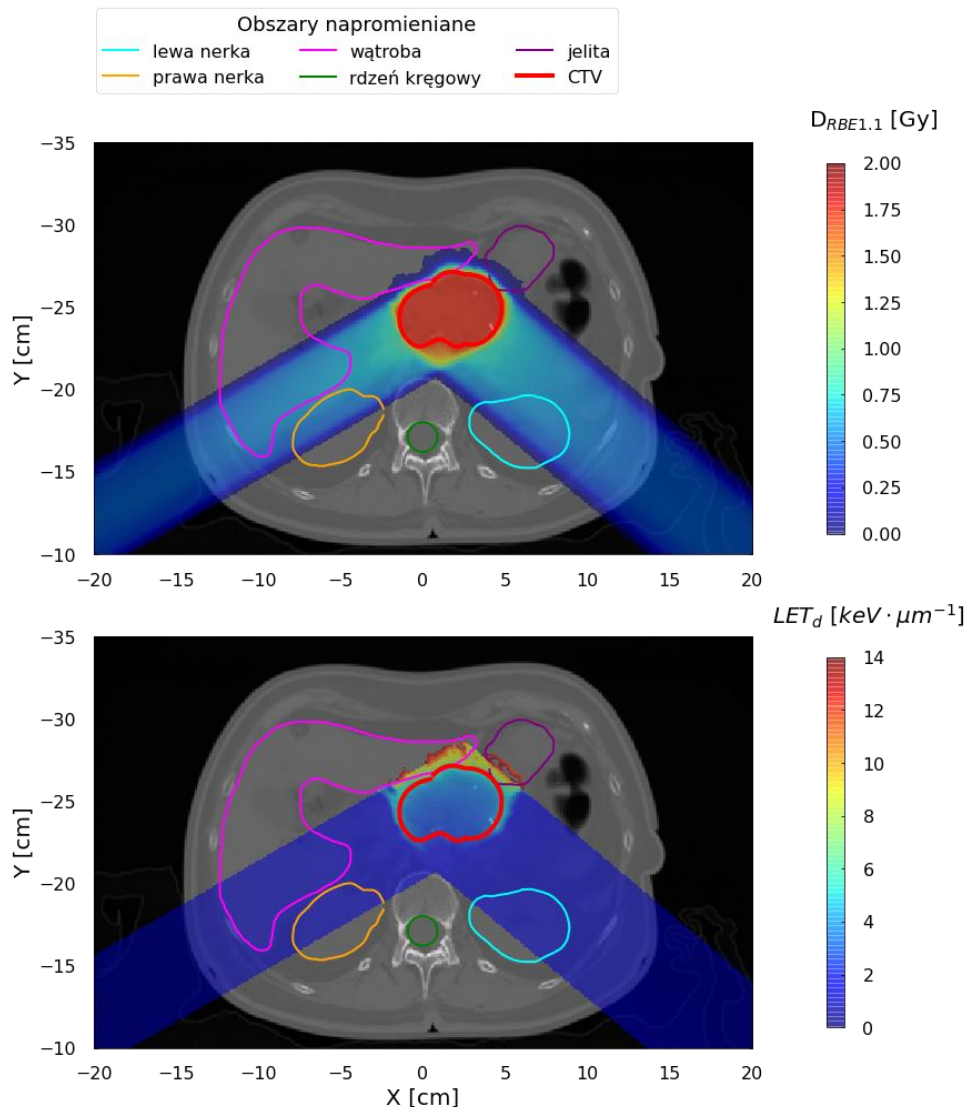 Obszary napromieniane
lewa nerka wątroba jelita
prawa nerka rdzeń kręgowy CTV
D_{RBE1.1} [Gy]
−35
−30
−25
−20
−15
−10
Y [cm]
−20 −15 −10 −5 0 5 10 15 20
2.00
1.75
1.50
1.25
1.00
0.75
0.50
0.25
0.00
LET_d [keV · μm^{−1}]
−35
−30
−25
−20
−15
−10
Y [cm]
−20 −15 −10 −5 0 5 10 15 20
X [cm]
14
12
10
8
6
4
2
0